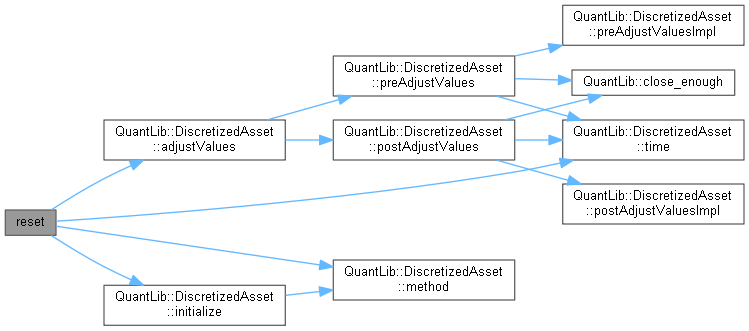 QuantLib::DiscretizedAsset
::preAdjustValuesImpl
QuantLib::DiscretizedAsset
::preAdjustValues
QuantLib::close_enough
QuantLib::DiscretizedAsset
::adjustValues
QuantLib::DiscretizedAsset
::postAdjustValues
QuantLib::DiscretizedAsset
::time
QuantLib::DiscretizedAsset
::postAdjustValuesImpl
reset
QuantLib::DiscretizedAsset
::method
QuantLib::DiscretizedAsset
::initialize